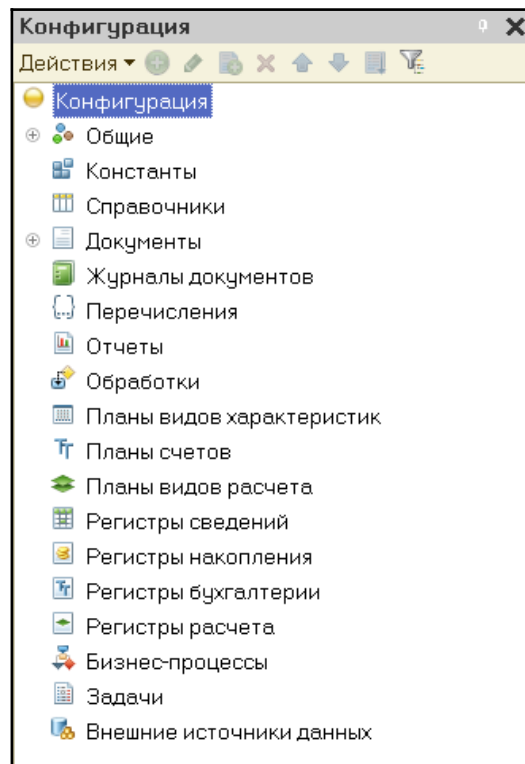 Конфигурация
Действия
Конфигурация
Общие
Константы
Справочники
Документы
Журналы документов
Перечисления
Отчеты
Обработки
Планы видов характеристик
Планы счетов
Планы видов расчета
Регистры сведений
Регистры накопления
Регистры бухгалтерии
Регистры расчета
Бизнес-процессы
Задачи
Внешние источники данных